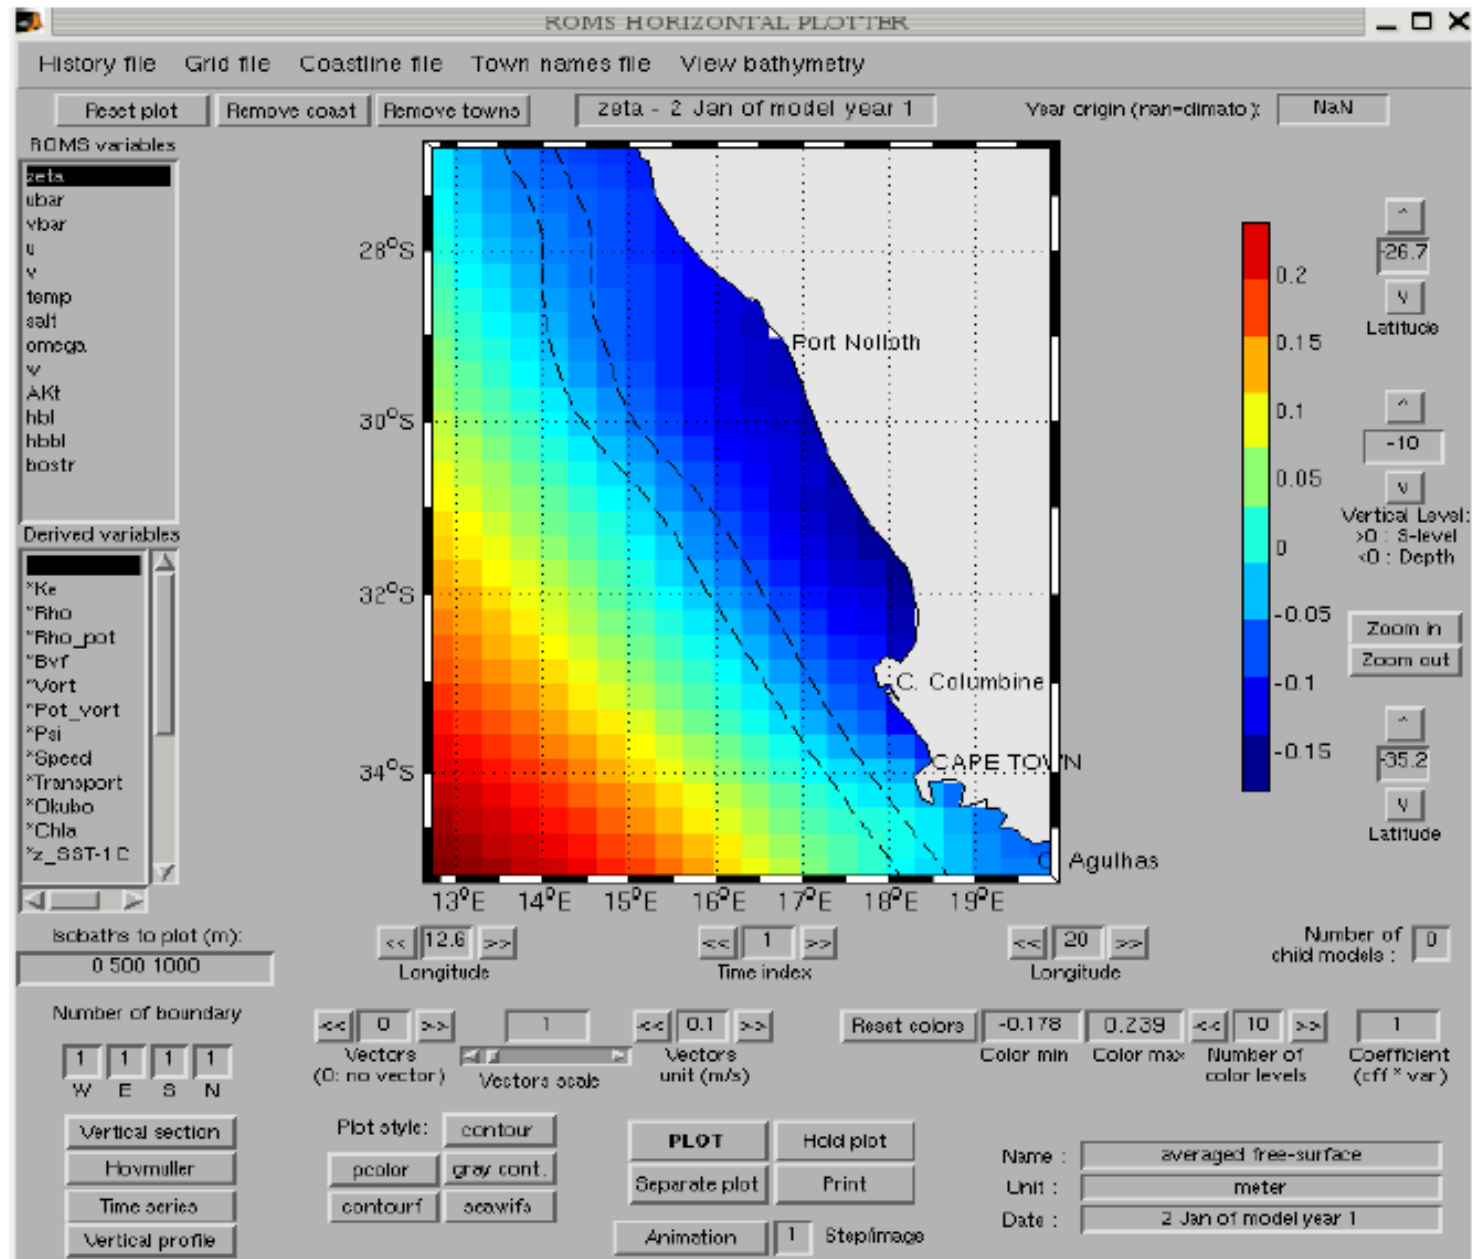 ROMS HORIZONTAL PLOTTER
History file Grid file Coastline file Town names file View bathymetry
Reset plot Remove coast Remove towns zeta - 2 Jan of model year 1 Year origin (nan=climato): NaN
ROMS variables
zeta
ubar
vbar
u
v
temp
salt
omega
w
AKt
hbl
hbbl
bostr
Derived variables
*Ke
*Rho
*Rho_pot
*Bvf
*Vort
*Pot_vort
*Psi
*Speed
*Transport
*Okubo
*Chla
*z_SST-1C
Isobaths to plot (m):
0 500 1000
28°S
30°S
32°S
34°S
Port Nolloth
C. Columbine
CAPE TOWN
C Agulhas
13°E 14°E 15°E 16°E 17°E 18°E 19°E
0.2
0.15
0.1
0.05
0
-0.05
-0.1
-0.15
^
-26.7
v
Latitude
^
-10
v
Vertical Level:
>0 : S-level
<0 : Depth
Zoom in
Zoom out
^
-35.2
v
Latitude
<< 12.6 >>
Longitude
<< 1 >>
Time index
<< 20 >>
Longitude
Number of
child models : 0
Number of boundary
1 1 1 1
W E S N
<< 0 >>
Vectors
(0: no vector)
1
Vectors scale
<< 0.1 >>
Vectors
unit (m/s)
Reset colors -0.178 0.239 << 10 >> 1
Color min Color max Number of
color levels
Coefficient
(cff * var)
Vertical section
Hovmuller
Time series
Vertical profile
Plot style: contour
pcolor gray cont.
contourf seawifs
PLOT Hold plot
Separate plot Print
Animation 1 Step/image
Name : averaged free-surface
Unit : meter
Date : 2 Jan of model year 1